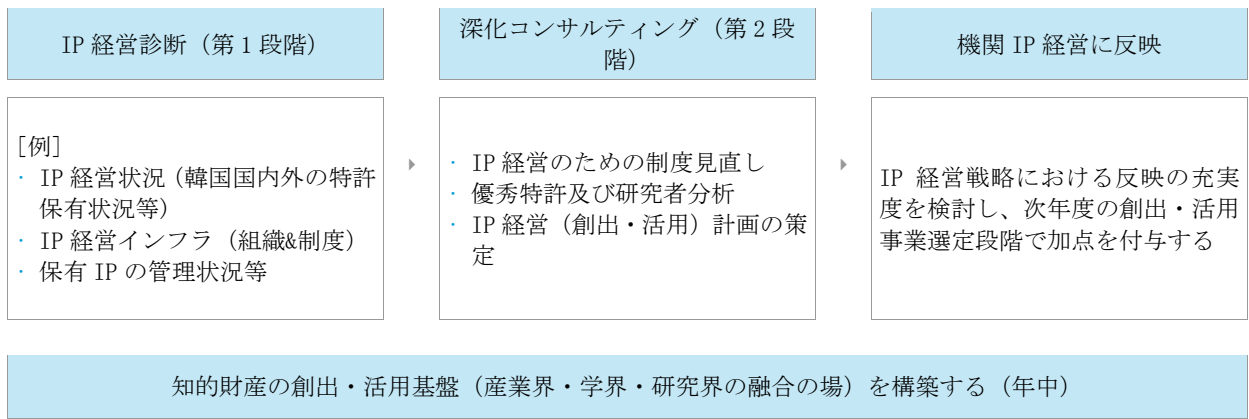 IP 経営診断（第 1 段階）
深化コンサルティング（第 2 段
階）
機関 IP 経営に反映
[例]
· IP 経営状況（韓国国内外の特許
保有状況等）
· IP 経営インフラ（組織&制度）
· 保有 IP の管理状況等
· IP 経営のための制度見直し
· 優秀特許及び研究者分析
· IP 経営（創出・活用）計画の策
定
IP 経営戦略における反映の充実
度を検討し、次年度の創出・活用
事業選定段階で加点を付与する
知的財産の創出・活用基盤（産業界・学界・研究界の融合の場）を構築する（年中）